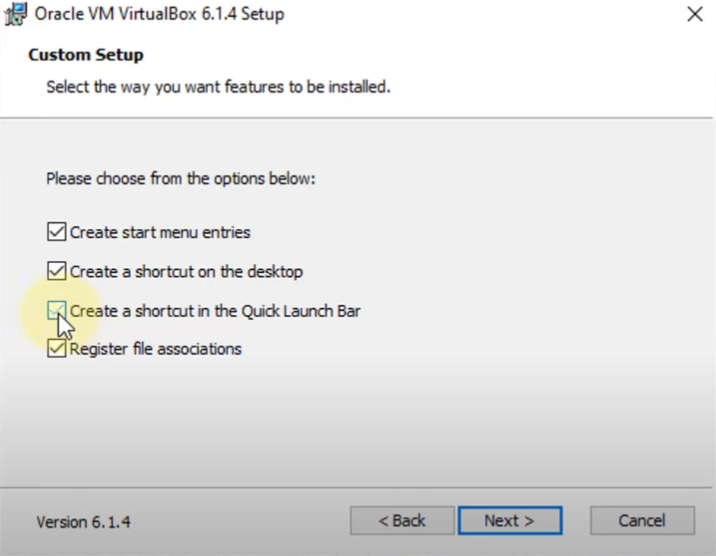 Oracle VM VirtualBox 6.1.4 Setup
Custom Setup
Select the way you want features to be installed.
Please choose from the options below:
Create start menu entries
Create a shortcut on the desktop
Create a shortcut in the Quick Launch Bar
Register file associations
Version 6.1.4
< Back
Next >
Cancel